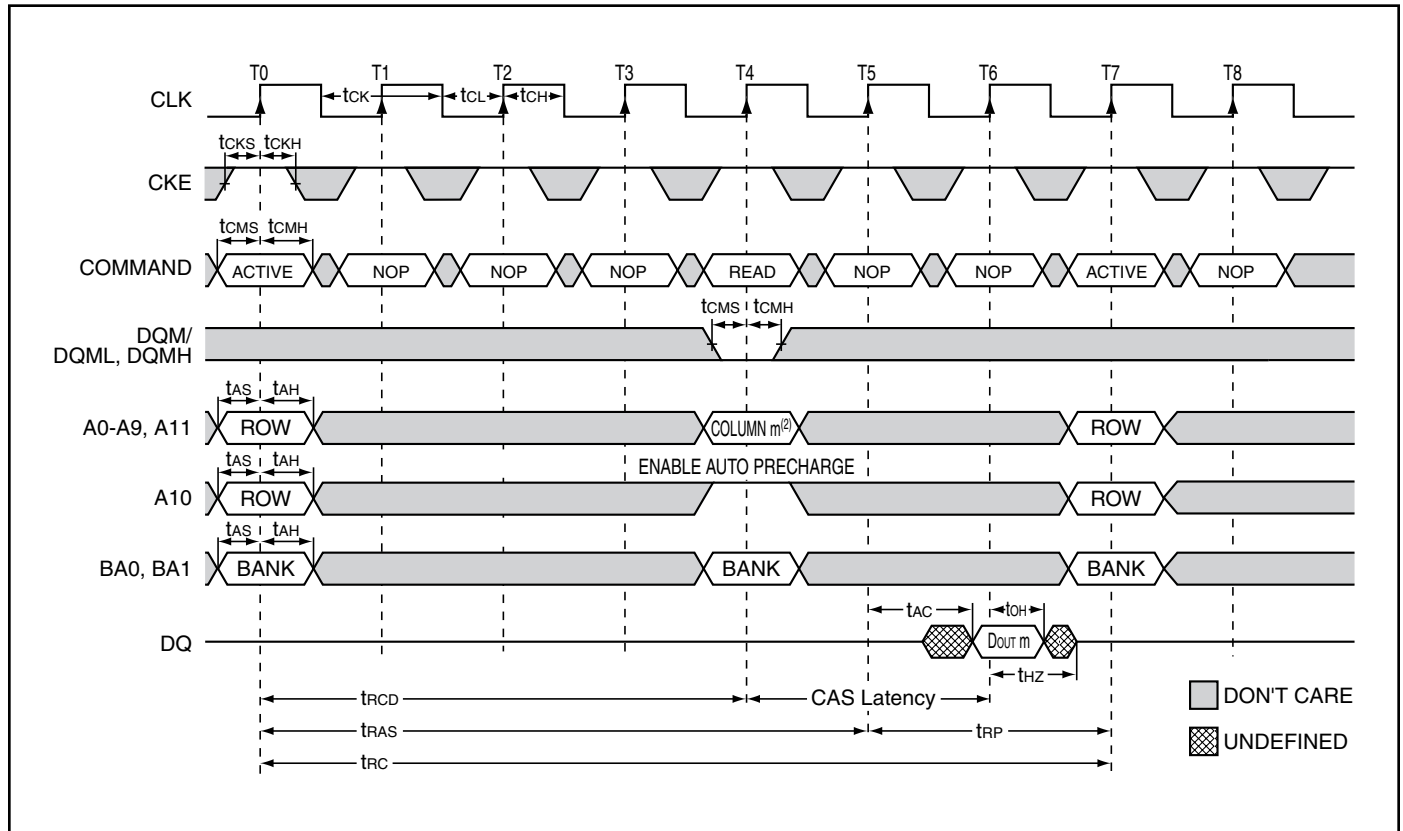 T0 T1 T2 T3 T4 T5 T6 T7 T8
CLK tCK tCL tCH
tCKS tCKH
CKE
tCMS tCMH
COMMAND ACTIVE NOP NOP NOP READ NOP NOP ACTIVE NOP
tCMS tCMH
DQM/
DQML, DQMH
tAS tAH
A0-A9, A11 ROW COLUMN m(2) ROW
tAS tAH ENABLE AUTO PRECHARGE
A10 ROW ROW
tAS tAH
BA0, BA1 BANK BANK BANK
tAC tOH
DQ DOUT m
tHZ
tRCD CAS Latency DON'T CARE
tRAS tRP
UNDEFINED
tRC